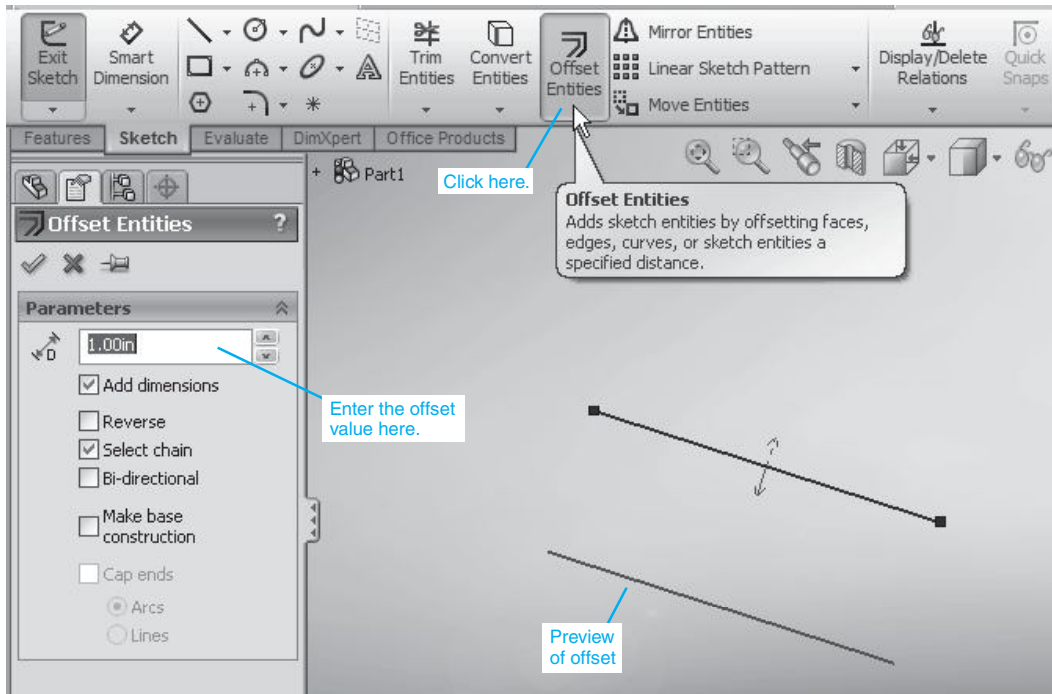 Exit
Sketch
Smart
Dimension
Trim
Entities
Convert
Entities
Offset
Entities
Mirror Entities
Linear Sketch Pattern
Move Entities
Display/Delete
Relations
Quick
Snaps
Features
Sketch
Evaluate
DimXpert
Office Products
Part1
Click here.
Offset Entities
Adds sketch entities by offsetting faces,
edges, curves, or sketch entities a
specified distance.
Offset Entities ?
Parameters
D
1.00in
Add dimensions
Reverse
Select chain
Bi-directional
Make base
construction
Cap ends
Arcs
Lines
Enter the offset
value here.
Preview
of offset